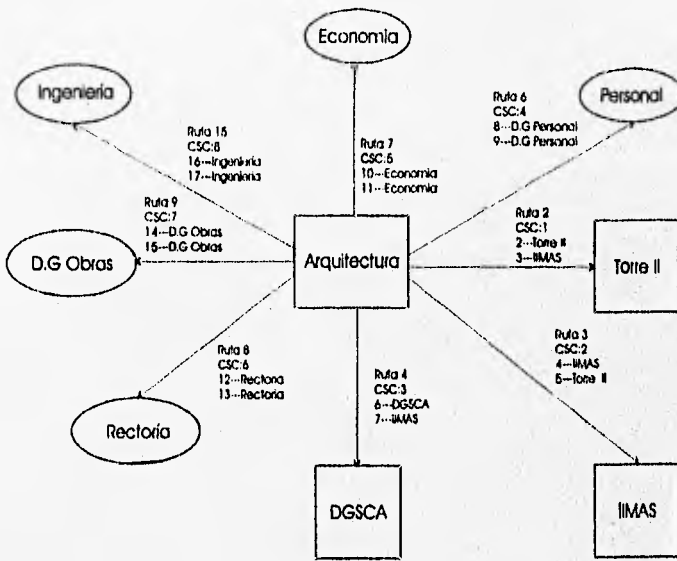 Economia
Ingeniería
Personal
Ruta 6
CSC:4
8---D.G Personal
9---D.G Personal
Ruta 15
CSC:8
16---Ingenieria
17---Ingenieria
Ruta 7
CSC:5
10---Economia
11---Economia
Ruta 9
CSC:7
14---D.G Obras
15---D.G Obras
Ruta 2
CSC:1
2---Torre II
3---IIMAS
D.G Obras
Arquitectura
Torre II
Ruta 3
CSC:2
4---IIMAS
5---Torre II
Ruta 8
CSC:6
12---Rectoria
13---Rectoria
Ruta 4
CSC:3
6---DGSCA
7---IIMAS
Rectoría
DGSCA
IIMAS